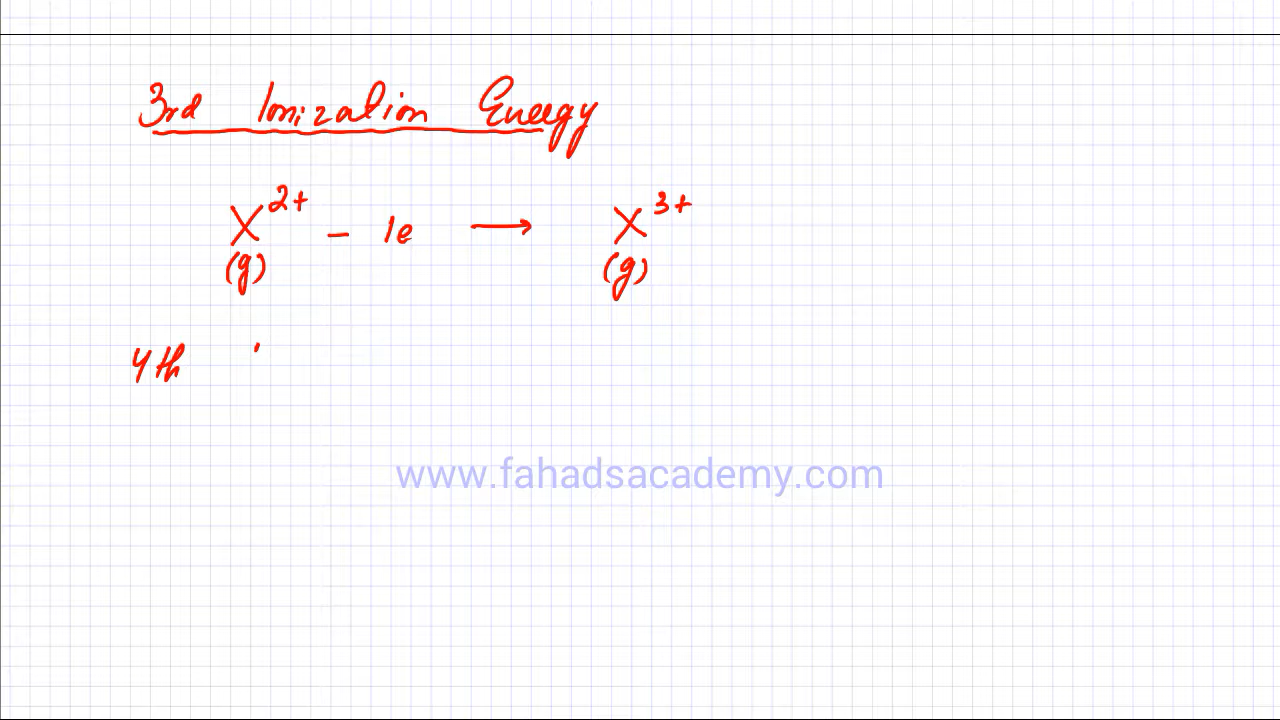 3rd Ionization Energy
X²⁺ - 1e → X³⁺
(g) (g)
4th
www.fahadsacademy.com